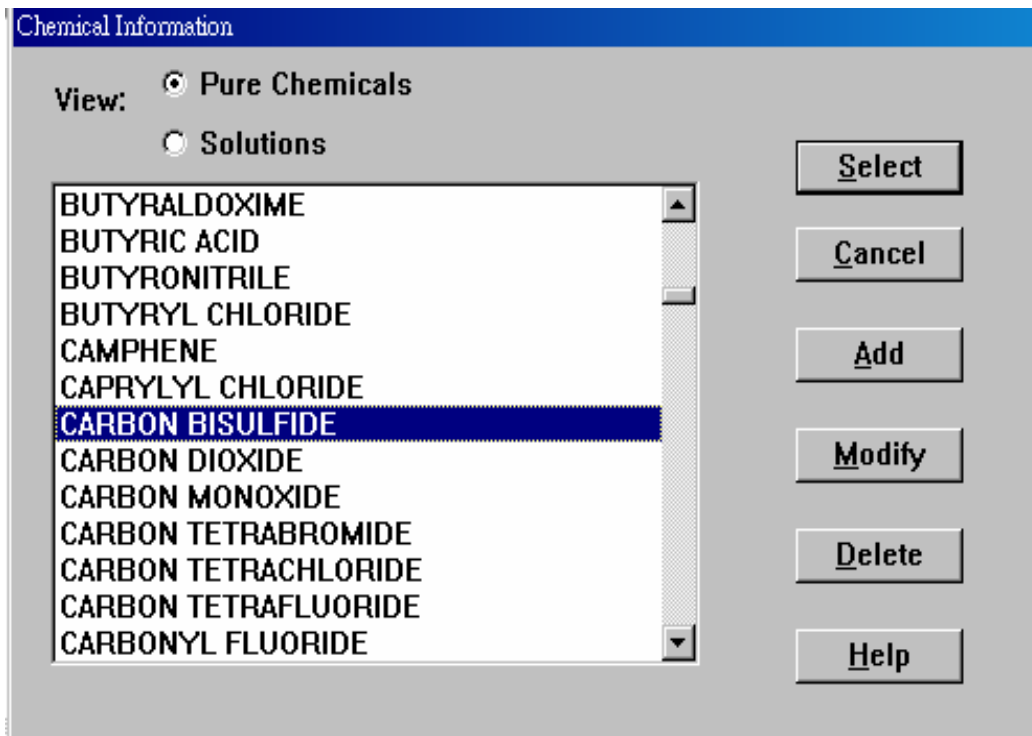 Chemical Information
View:
Pure Chemicals
Solutions
BUTYRALDOXIME
BUTYRIC ACID
BUTYRONITRILE
BUTYRYL CHLORIDE
CAMPHENE
CAPRYLYL CHLORIDE
CARBON BISULFIDE
CARBON DIOXIDE
CARBON MONOXIDE
CARBON TETRABROMIDE
CARBON TETRACHLORIDE
CARBON TETRAFLUORIDE
CARBONYL FLUORIDE
Select
Cancel
Add
Modify
Delete
Help